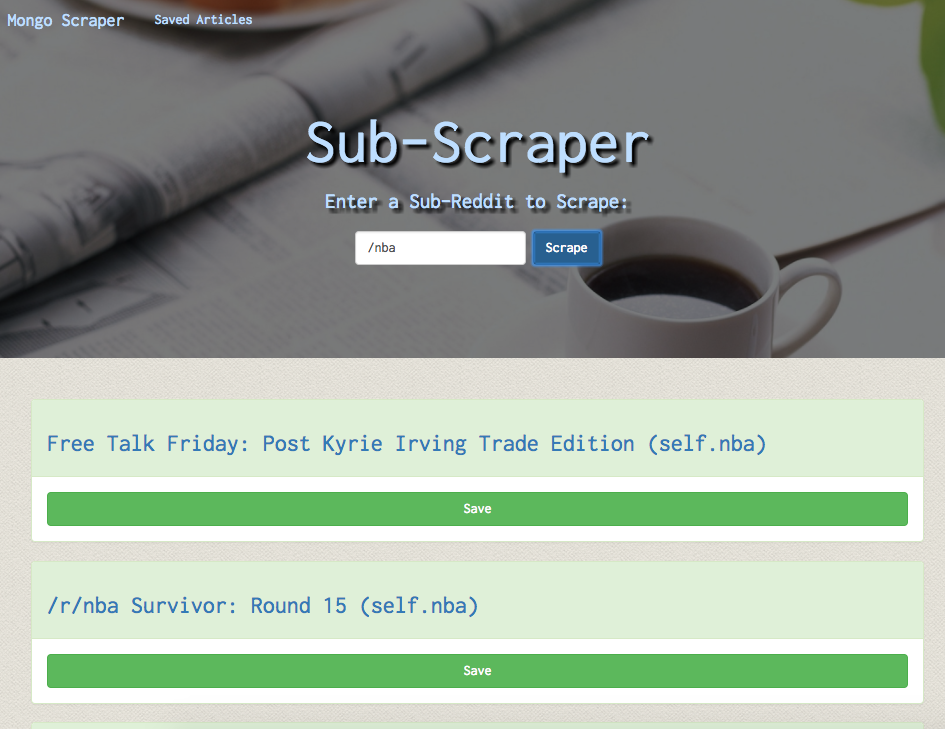 Mongo Scraper Saved Articles
Sub-Scraper
Enter a Sub-Reddit to Scrape:
/nba Scrape
Free Talk Friday: Post Kyrie Irving Trade Edition (self.nba)
Save
/r/nba Survivor: Round 15 (self.nba)
Save